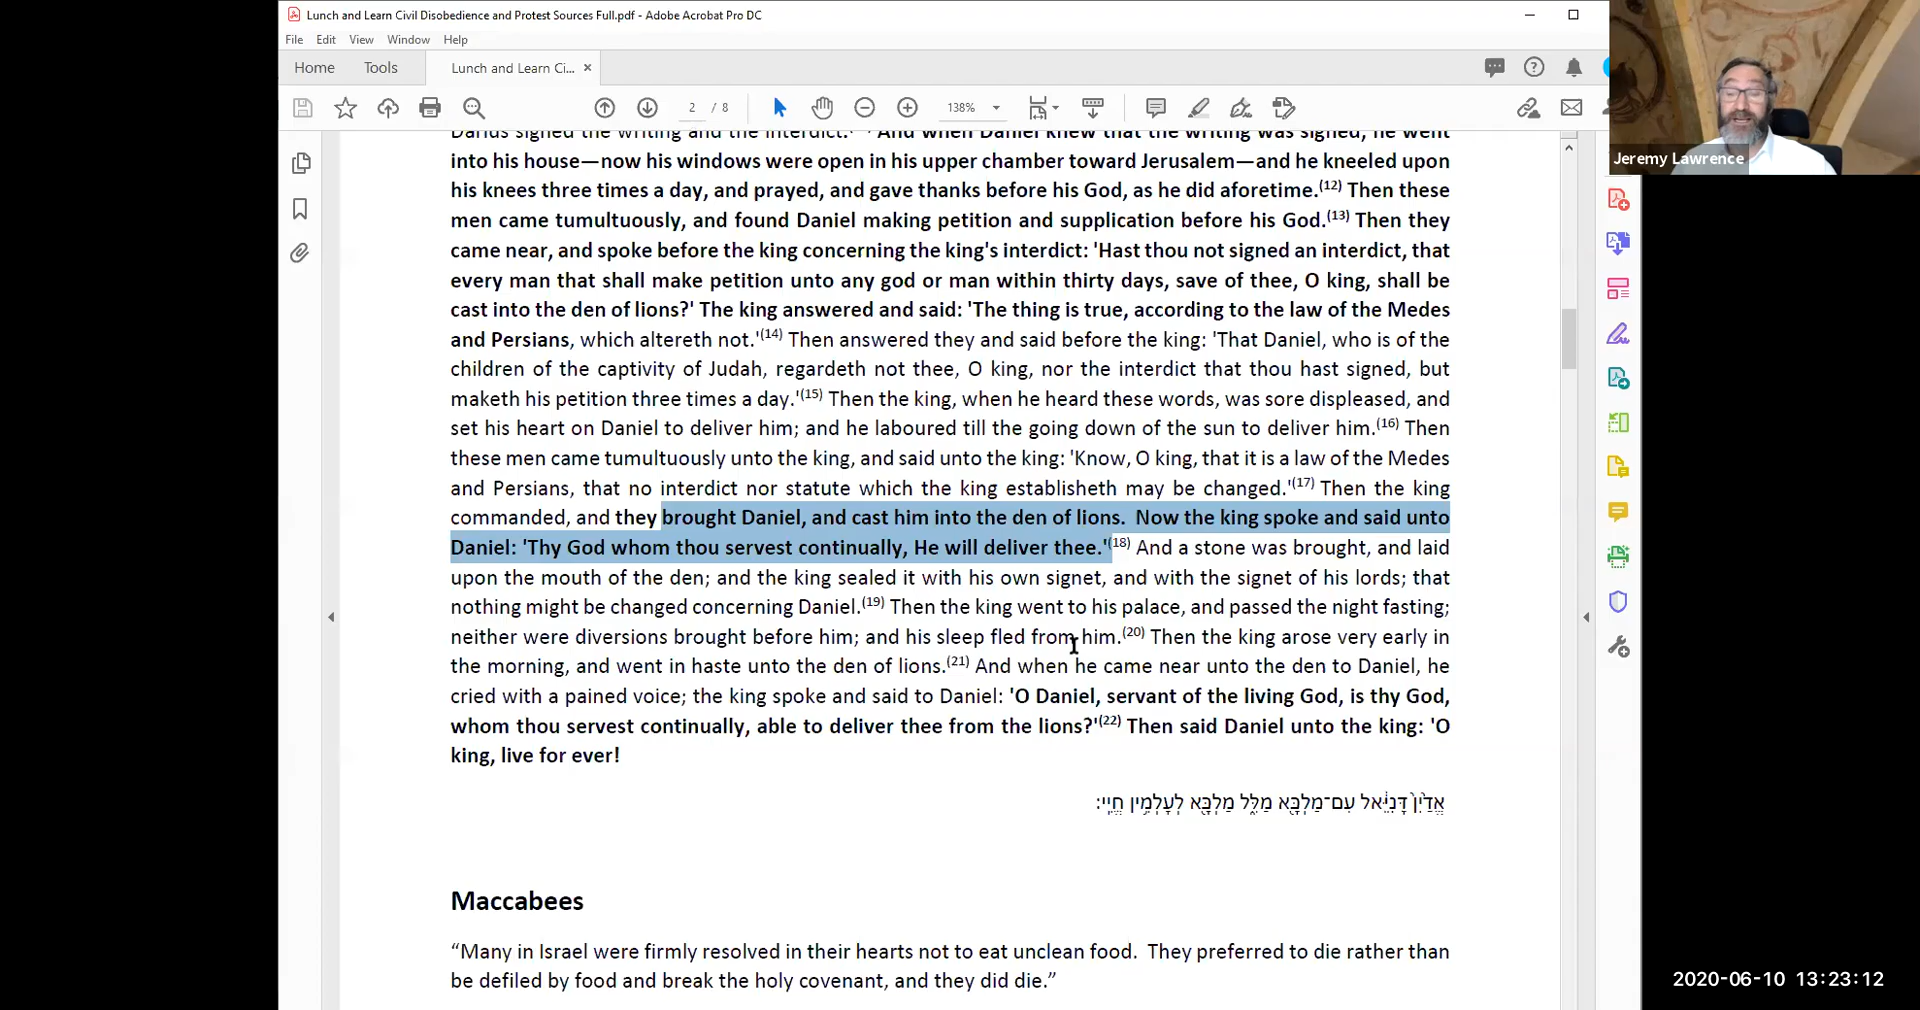 Lunch and Learn Civil Disobedience and Protest Sources Full.pdf - Adobe Acrobat Pro DC
File Edit View Window Help
Home Tools Lunch and Learn Ci... ×
2 / 8 138%
Jeremy Lawrence
Darius signed the writing and the interdict. And when Daniel knew that the writing was signed, he went
into his house—now his windows were open in his upper chamber toward Jerusalem—and he kneeled upon
his knees three times a day, and prayed, and gave thanks before his God, as he did aforetime.(12) Then these
men came tumultuously, and found Daniel making petition and supplication before his God.(13) Then they
came near, and spoke before the king concerning the king's interdict: 'Hast thou not signed an interdict, that
every man that shall make petition unto any god or man within thirty days, save of thee, O king, shall be
cast into the den of lions?' The king answered and said: 'The thing is true, according to the law of the Medes
and Persians, which altereth not.'(14) Then answered they and said before the king: 'That Daniel, who is of the
children of the captivity of Judah, regardeth not thee, O king, nor the interdict that thou hast signed, but
maketh his petition three times a day.'(15) Then the king, when he heard these words, was sore displeased, and
set his heart on Daniel to deliver him; and he laboured till the going down of the sun to deliver him.(16) Then
these men came tumultuously unto the king, and said unto the king: 'Know, O king, that it is a law of the Medes
and Persians, that no interdict nor statute which the king establisheth may be changed.'(17) Then the king
commanded, and they brought Daniel, and cast him into the den of lions. Now the king spoke and said unto
Daniel: 'Thy God whom thou servest continually, He will deliver thee.'(18) And a stone was brought, and laid
upon the mouth of the den; and the king sealed it with his own signet, and with the signet of his lords; that
nothing might be changed concerning Daniel.(19) Then the king went to his palace, and passed the night fasting;
neither were diversions brought before him; and his sleep fled from him.(20) Then the king arose very early in
the morning, and went in haste unto the den of lions.(21) And when he came near unto the den to Daniel, he
cried with a pained voice; the king spoke and said to Daniel: 'O Daniel, servant of the living God, is thy God,
whom thou servest continually, able to deliver thee from the lions?'(22) Then said Daniel unto the king: 'O
king, live for ever!
אֱדַ֙יִן֙ דָּנִיֵּ֔אל עִם־מַלְכָּ֖א מַלִּ֑ל מַלְכָּ֖א לְעָלְמִ֥ין חֱיִֽי׃
Maccabees
“Many in Israel were firmly resolved in their hearts not to eat unclean food. They preferred to die rather than
be defiled by food and break the holy covenant, and they did die.”
2020-06-10 13:23:12